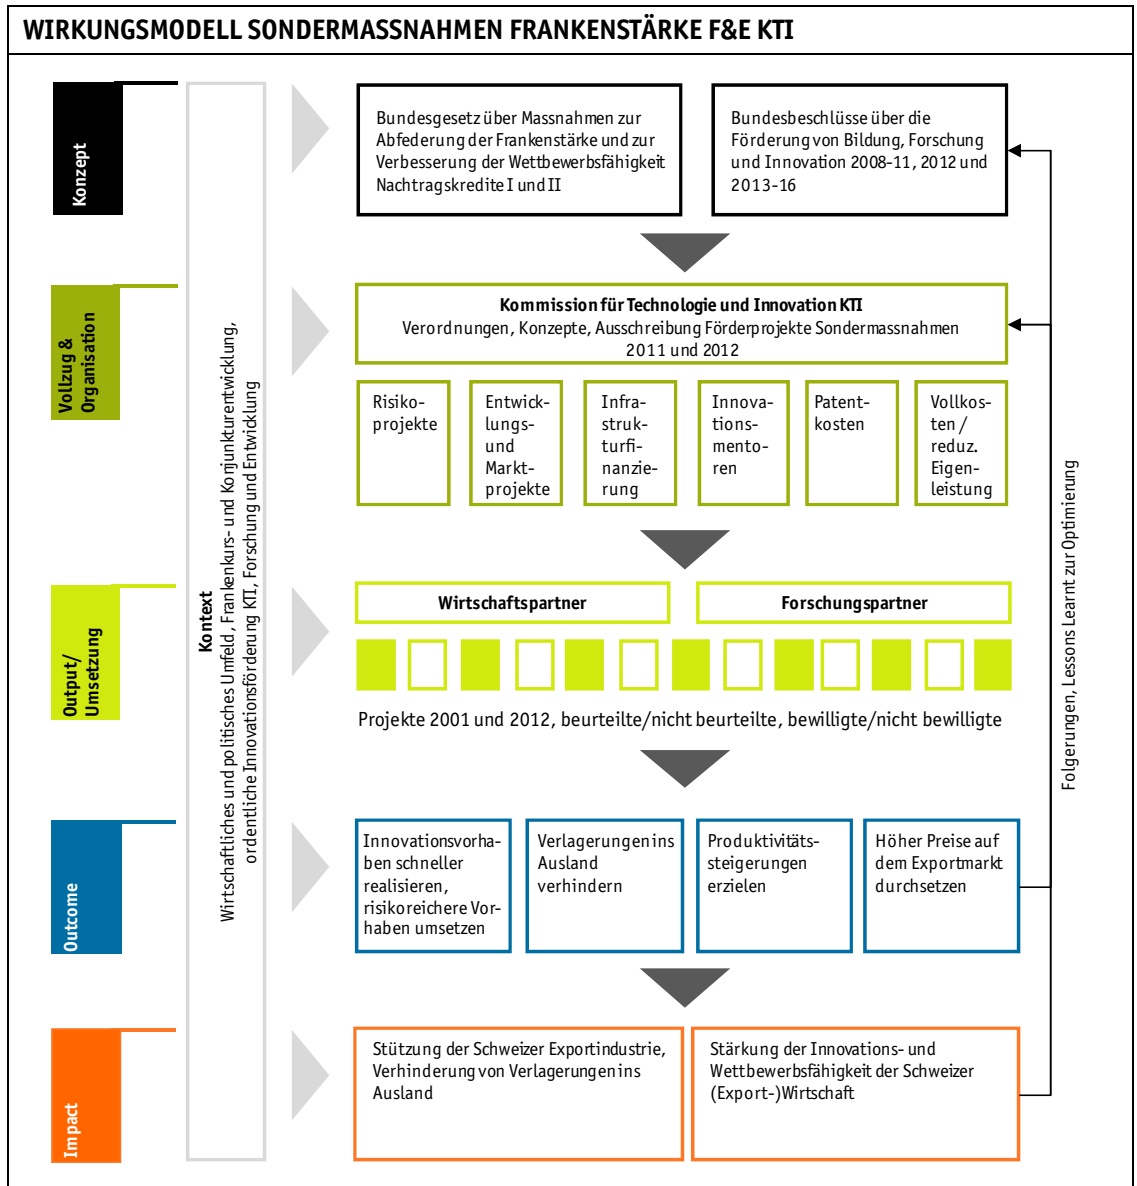 WIRKUNGSMODELL SONDERMASSNAHMEN FRANKENSTÄRKE F&E KTI
Konzept
Bundesgesetz über Massnahmen zur
Abfederung der Frankenstärke und zur
Verbesserung der Wettbewerbsfähigkeit
Nachtragskredite I und II
Bundesbeschlüsse über die
Förderung von Bildung, Forschung
und Innovation 2008-11, 2012 und
2013-16
Vollzug &
Organisation
Kommission für Technologie und Innovation KTI
Verordnungen, Konzepte, Ausschreibung Förderprojekte Sondermassnahmen
2011 und 2012
Risiko-
projekte
Entwick-
lungs-
und
Markt-
projekte
Infra-
struk-
turfi-
nanzie-
rung
Innova-
tions-
mento-
ren
Patent-
kosten
Vollkos-
ten /
reduz.
Eigen-
leistung
Kontext
Wirtschaftliches und politisches Umfeld, Frankenkurs- und Konjunkturentwicklung,
ordentliche Innovationsförderung KTI, Forschung und Entwicklung
Output/
Umsetzung
Wirtschaftspartner
Forschungspartner
Projekte 2001 und 2012, beurteilte/nicht beurteilte, bewilligte/nicht bewilligte
Folgerungen, Lessons Learnt zur Optimierung
Outcome
Innovationsvorha-
ben schneller
realisieren,
risikoreichere Vor-
haben umsetzen
Verlagerungen ins
Ausland
verhindern
Produktivitäts-
steigerungen
erzielen
Höher Preise auf
dem Exportmarkt
durchsetzen
Impact
Stützung der Schweizer Exportindustrie,
Verhinderung von Verlagerungen ins
Ausland
Stärkung der Innovations- und
Wettbewerbsfähigkeit der Schweizer
(Export-)Wirtschaft